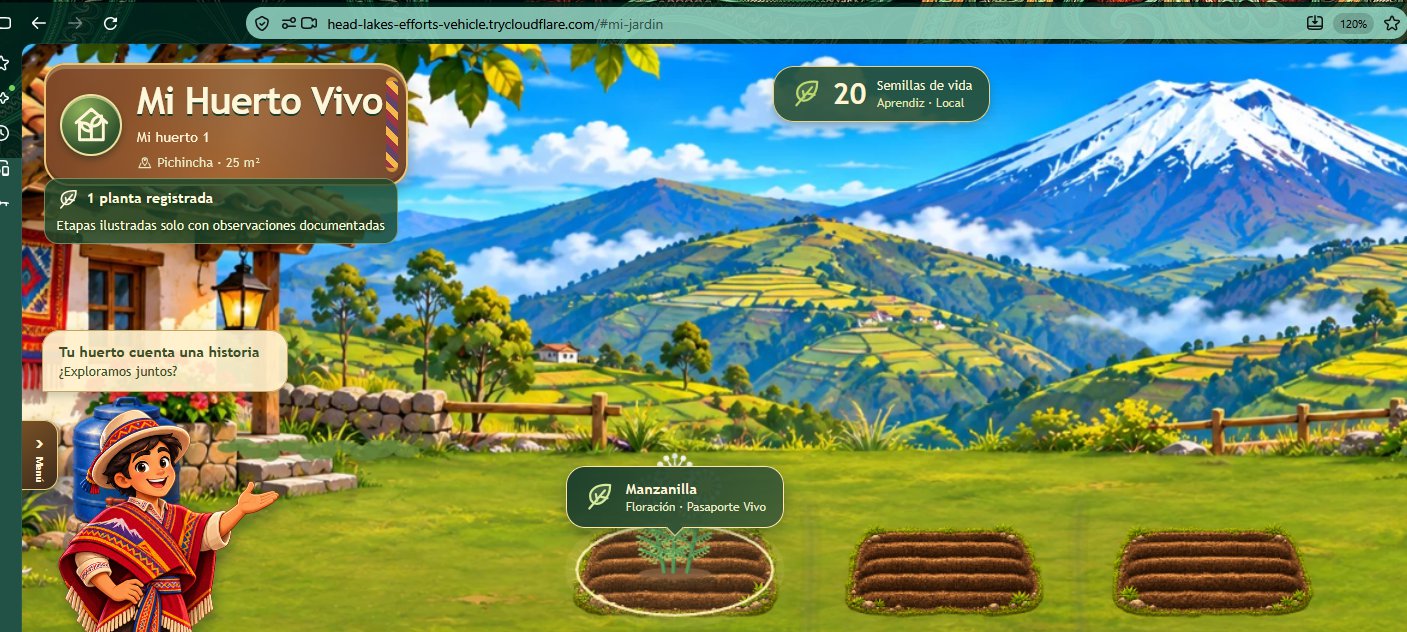 head-lakes-efforts-vehicle.trycloudflare.com/#mi-jardin
120%
Mi Huerto Vivo
Mi huerto 1
Pichincha · 25 m²
20
Semillas de vida
Aprendiz · Local
1 planta registrada
Etapas ilustradas solo con observaciones documentadas
Tu huerto cuenta una historia
¿Exploramos juntos?
Menú
Manzanilla
Floración · Pasaporte Vivo